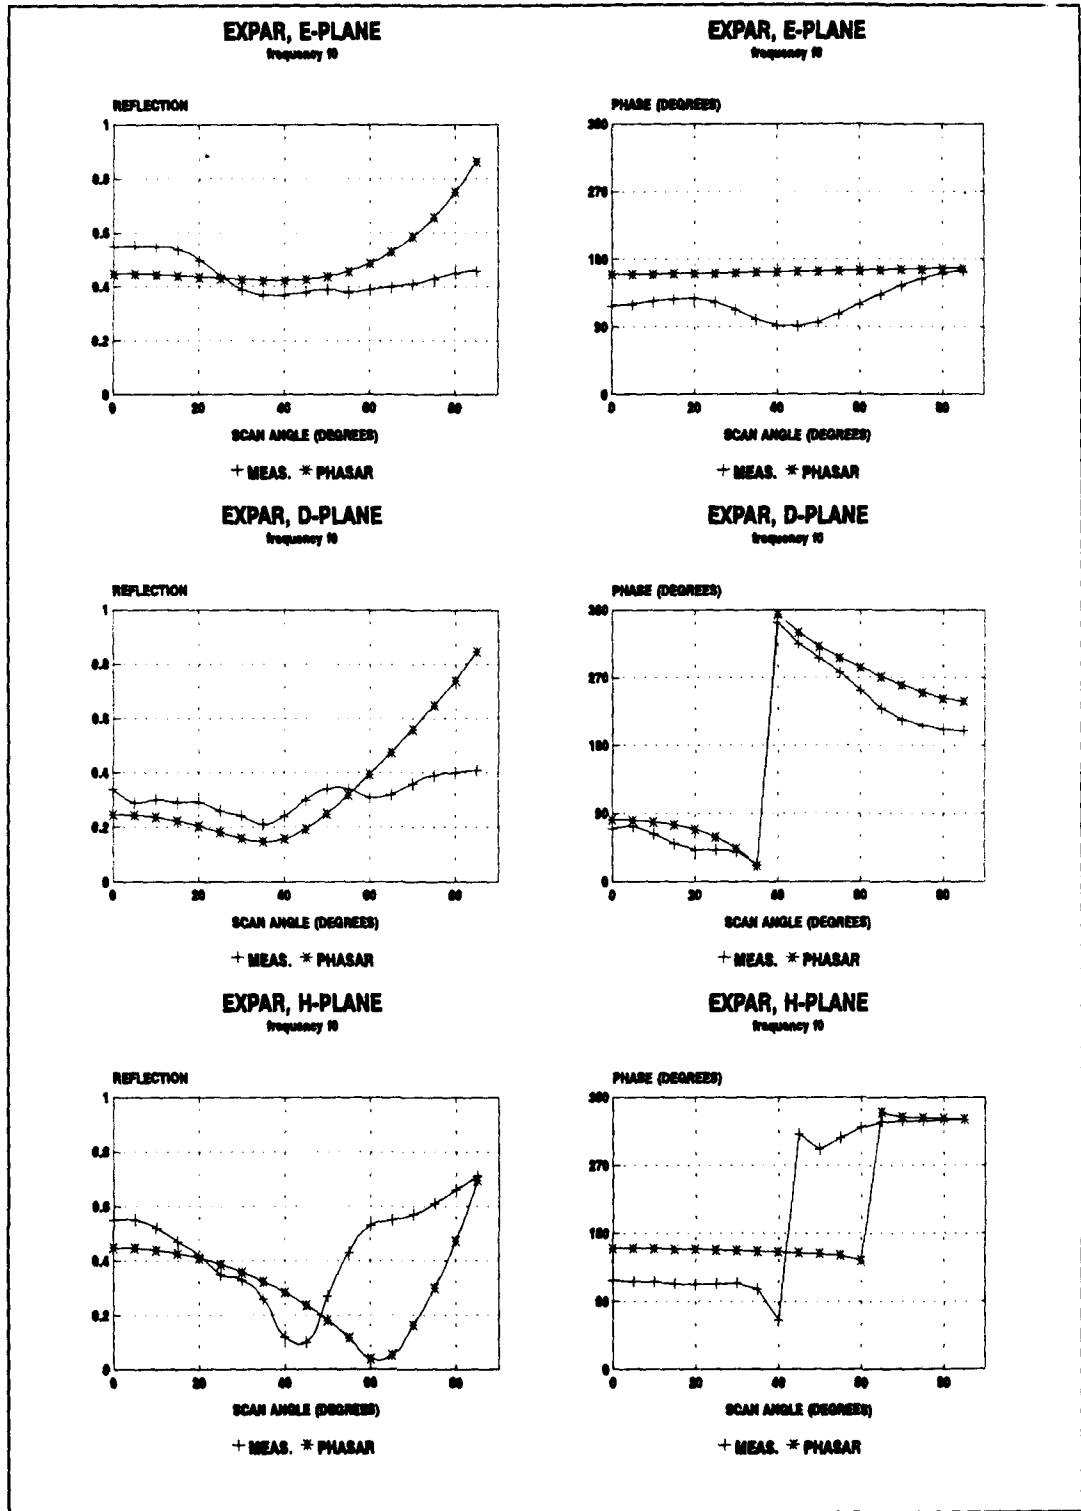 EXPAR, E-PLANE
frequency f0
REFLECTION
1
0.8
0.6
0.4
0.2
0
0 20 40 60 80
SCAN ANGLE (DEGREES)
+ MEAS. * PHASAR
EXPAR, E-PLANE
frequency f0
PHASE (DEGREES)
360
270
180
90
0
0 20 40 60 80
SCAN ANGLE (DEGREES)
+ MEAS. * PHASAR
EXPAR, D-PLANE
frequency f0
REFLECTION
1
0.8
0.6
0.4
0.2
0
0 20 40 60 80
SCAN ANGLE (DEGREES)
+ MEAS. * PHASAR
EXPAR, D-PLANE
frequency f0
PHASE (DEGREES)
360
270
180
90
0
0 20 40 60 80
SCAN ANGLE (DEGREES)
+ MEAS. * PHASAR
EXPAR, H-PLANE
frequency f0
REFLECTION
1
0.8
0.6
0.4
0.2
0
0 20 40 60 80
SCAN ANGLE (DEGREES)
+ MEAS. * PHASAR
EXPAR, H-PLANE
frequency f0
PHASE (DEGREES)
360
270
180
90
0
0 20 40 60 80
SCAN ANGLE (DEGREES)
+ MEAS. * PHASAR